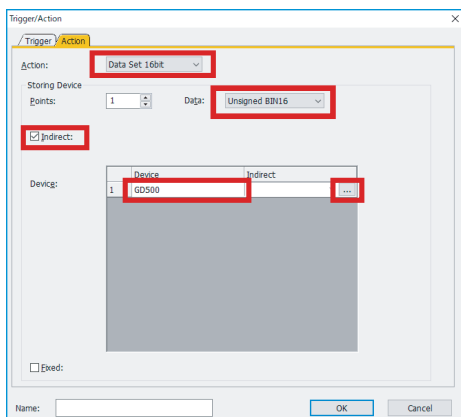 Trigger/Action
Trigger Action
Action: Data Set 16bit
Storing Device
Points: 1 Data: Unsigned BIN16
Indirect:
Device:
Device Indirect
1 GD500 ...
Fixed:
Name: OK Cancel